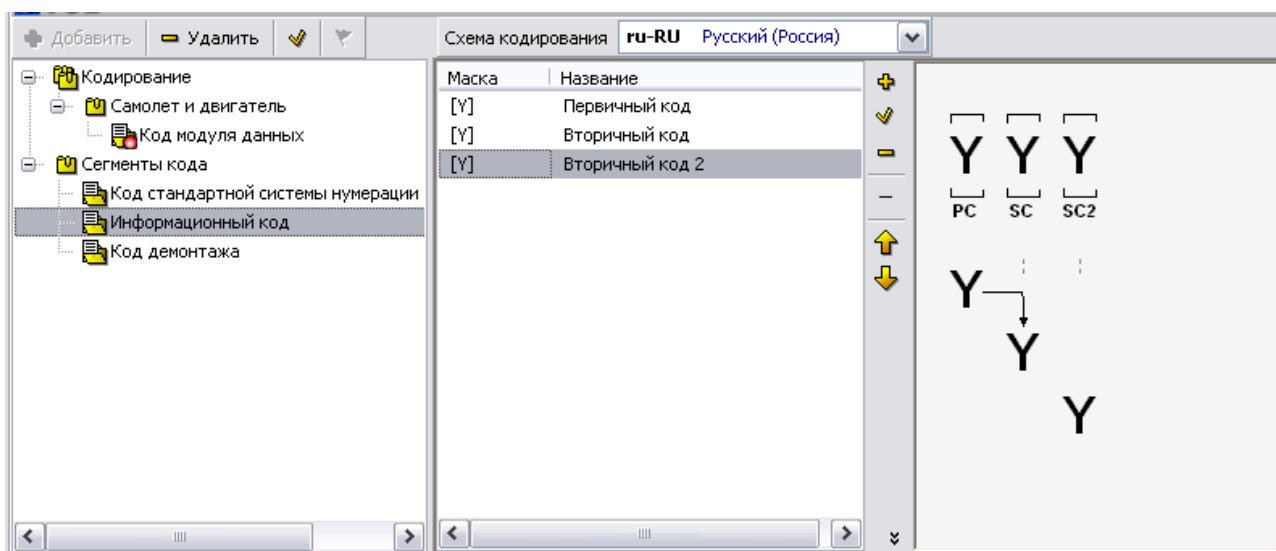 Добавить Удалить
Схема кодирования ru-RU Русский (Россия)
Кодирование
Самолет и двигатель
Код модуля данных
Сегменты кода
Код стандартной системы нумерации
Информационный код
Код демонтажа
Маска Название
[Y] Первичный код
[Y] Вторичный код
[Y] Вторичный код 2
Y Y Y
PC SC SC2
Y
Y
Y